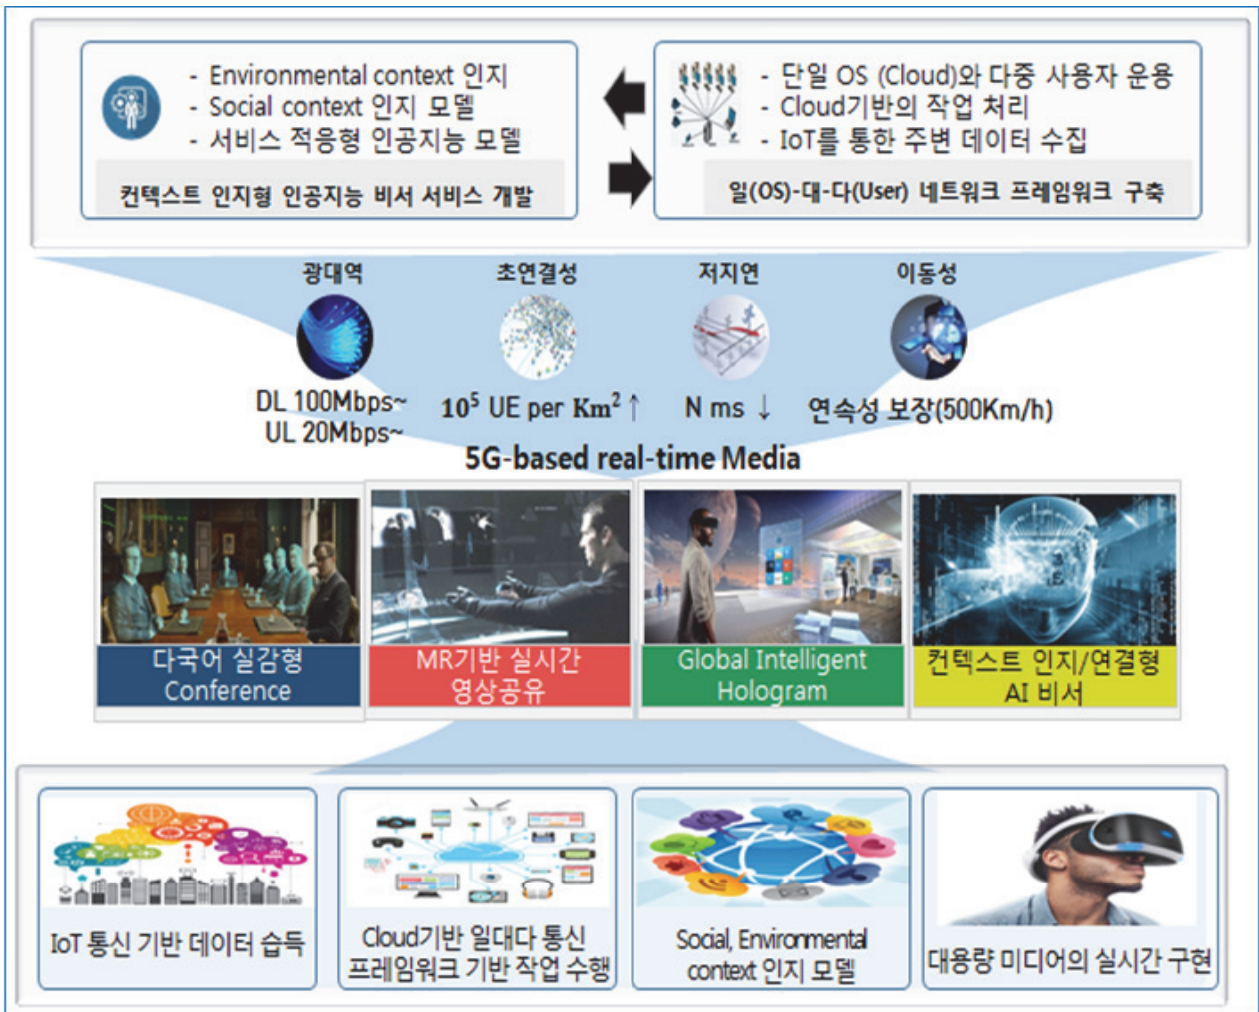 - Environmental context 인지
- Social context 인지 모델
- 서비스 적응형 인공지능 모델
컨텍스트 인지형 인공지능 비서 서비스 개발
- 단일 OS (Cloud)와 다중 사용자 운용
- Cloud기반의 작업 처리
- IoT를 통한 주변 데이터 수집
일(OS)-대-다(User) 네트워크 프레임워크 구축
광대역
초연결성
저지연
이동성
DL 100Mbps~
UL 20Mbps~
10⁵ UE per Km² ↑
N ms ↓
연속성 보장(500Km/h)
5G-based real-time Media
다국어 실감형
Conference
MR기반 실시간
영상공유
Global Intelligent
Hologram
컨텍스트 인지/연결형
AI 비서
IoT 통신 기반 데이터 습득
Cloud기반 일대다 통신
프레임워크 기반 작업 수행
Social, Environmental
context 인지 모델
대용량 미디어의 실시간 구현